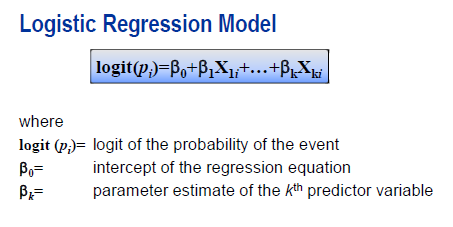 Logistic Regression Model
logit(pᵢ)=β₀+β₁X₁ᵢ+…+βₖXₖᵢ
where
logit (pᵢ)= logit of the probability of the event
β₀= intercept of the regression equation
βₖ= parameter estimate of the kᵗʰ predictor variable